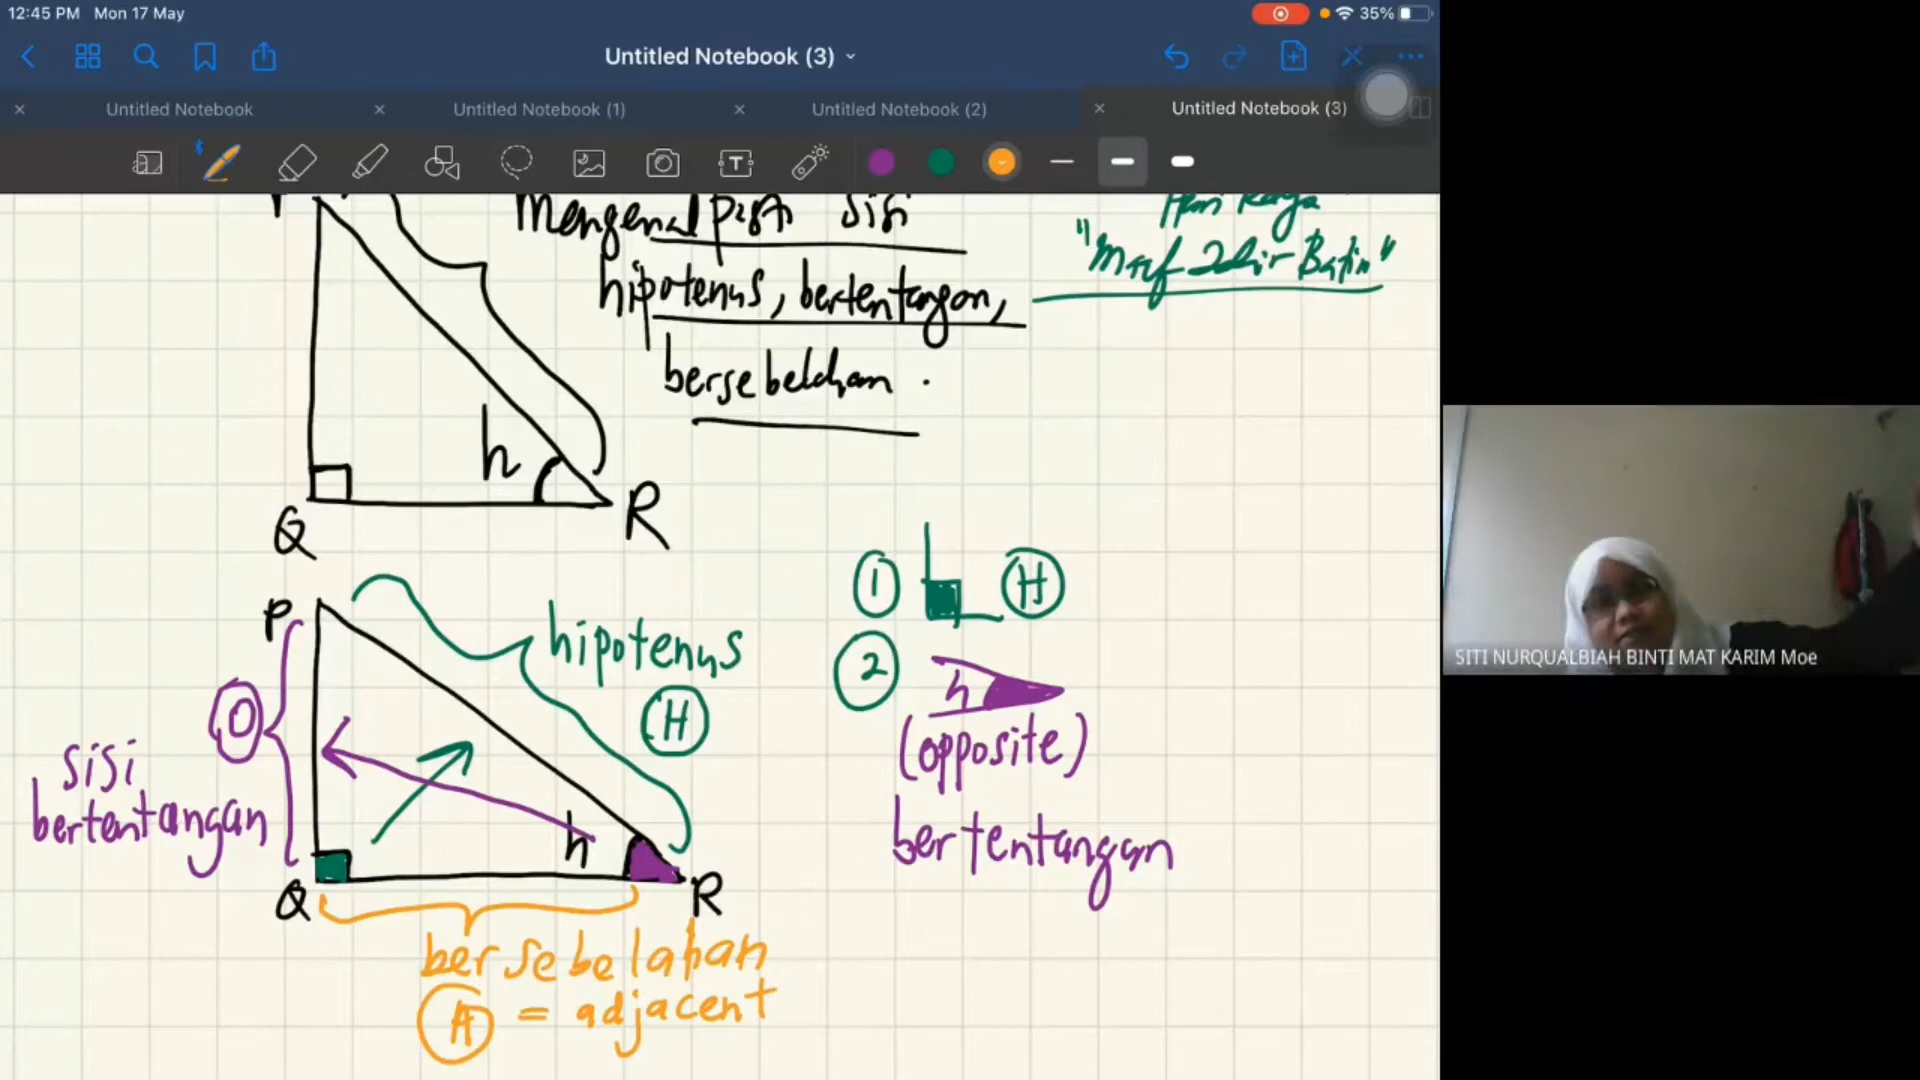 12:45 PM Mon 17 May
35%
Untitled Notebook (3)
Untitled Notebook
Untitled Notebook (1)
Untitled Notebook (2)
Untitled Notebook (3)
T
Mengenal pasti sisi
hipotenus, bertentangan,
bersebelahan.
Hari Raya
"Maaf Zahir Batin"
h
Q
R
1
H
P
hipotenus
H
2
h
O
(opposite)
sisi
bertentangan
bertentangan
h
Q
R
bersebelahan
A = adjacent
SITI NURQUALBIAH BINTI MAT KARIM Moe